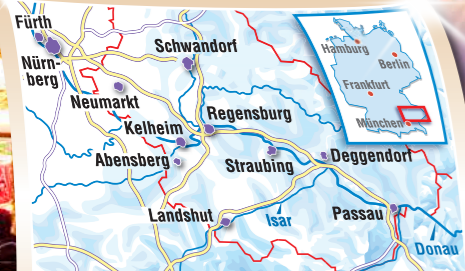 Fürth
Nürn-
berg
Schwandorf
Neumarkt
Regensburg
Kelheim
Abensberg
Straubing
Deggendorf
Landshut
Isar
Passau
Donau
Hamburg
Berlin
Frankfurt
München